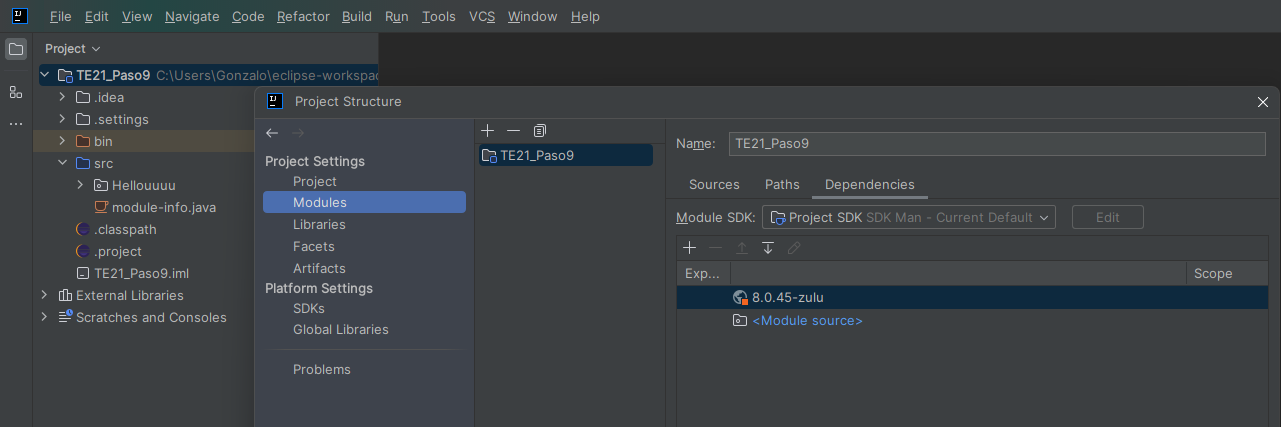 File Edit View Navigate Code Refactor Build Run Tools VCS Window Help
Project
TE21_Paso9 C:\Users\Gonzalo\eclipse-workspac
.idea
.settings
bin
src
Hellouuuu
module-info.java
.classpath
.project
TE21_Paso9.iml
External Libraries
Scratches and Consoles
Project Structure
Project Settings
Project
Modules
Libraries
Facets
Artifacts
Platform Settings
SDKs
Global Libraries
Problems
TE21_Paso9
Name: TE21_Paso9
Sources Paths Dependencies
Module SDK: Project SDK SDK Man - Current Default Edit
Exp... Scope
8.0.45-zulu
<Module source>